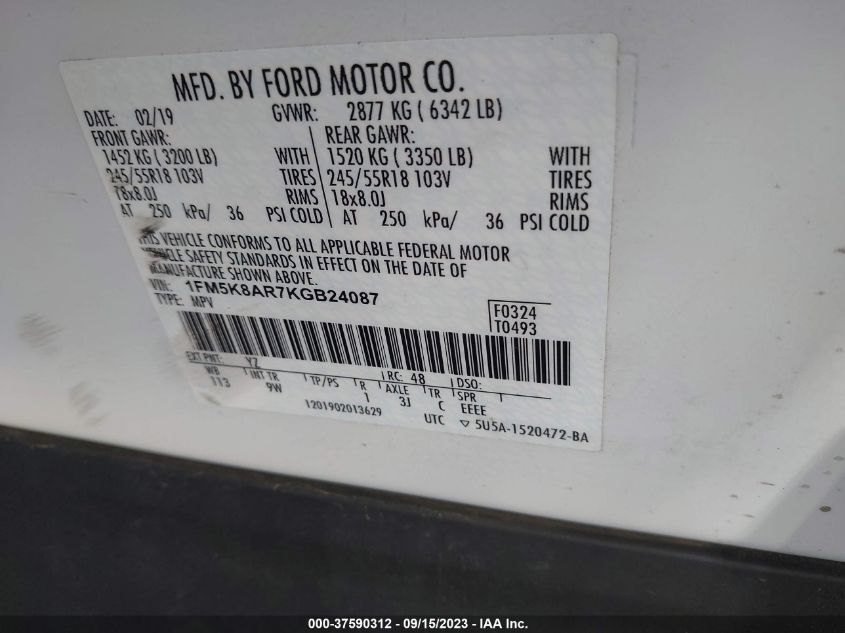 MFD. BY FORD MOTOR CO.
DATE: 02/19 GVWR: 2877 KG ( 6342 LB)
FRONT GAWR: REAR GAWR:
1452 KG ( 3200 LB) WITH 1520 KG ( 3350 LB) WITH
245/55R18 103V TIRES 245/55R18 103V TIRES
18x8.0J RIMS 18x8.0J RIMS
AT 250 kPa/ 36 PSI COLD AT 250 kPa/ 36 PSI COLD
THIS VEHICLE CONFORMS TO ALL APPLICABLE FEDERAL MOTOR
VEHICLE SAFETY STANDARDS IN EFFECT ON THE DATE OF
MANUFACTURE SHOWN ABOVE.
VIN: 1FM5K8AR7KGB24087
TYPE: MPV
F0324
T0493
EXT PNT: YZ RC: 48 DSO:
WB INT TR TP/PS R AXLE TR SPR
113 9W 1 3J C EEEE
1201902013629 UTC ▽ 5U5A-1520472-BA
000-37590312 - 09/15/2023 - IAA Inc.